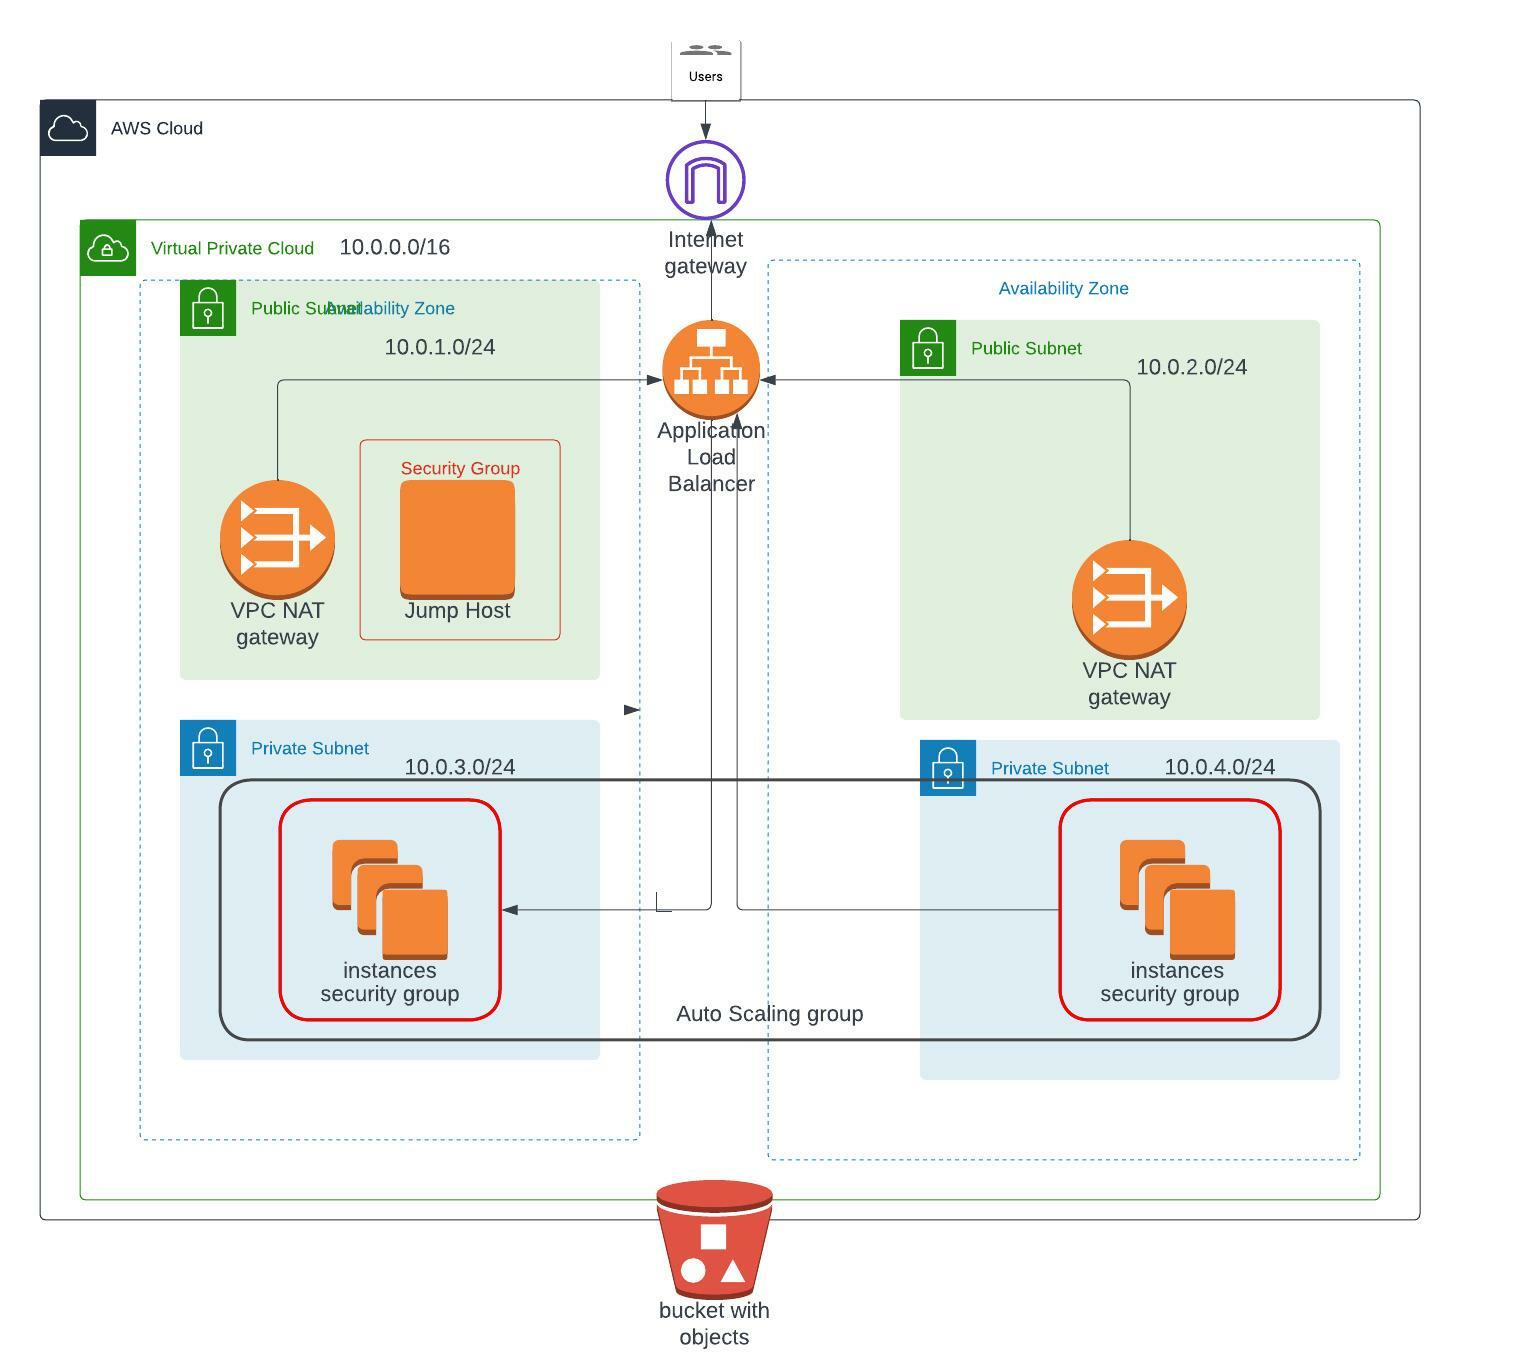 Users
AWS Cloud
Virtual Private Cloud 10.0.0.0/16
Internet
gateway
Availability Zone
Public Subnet Availability Zone
10.0.1.0/24
Public Subnet
10.0.2.0/24
Application
Load
Balancer
Security Group
VPC NAT
gateway
Jump Host
VPC NAT
gateway
Private Subnet
10.0.3.0/24
Private Subnet 10.0.4.0/24
instances
security group
instances
security group
Auto Scaling group
bucket with
objects